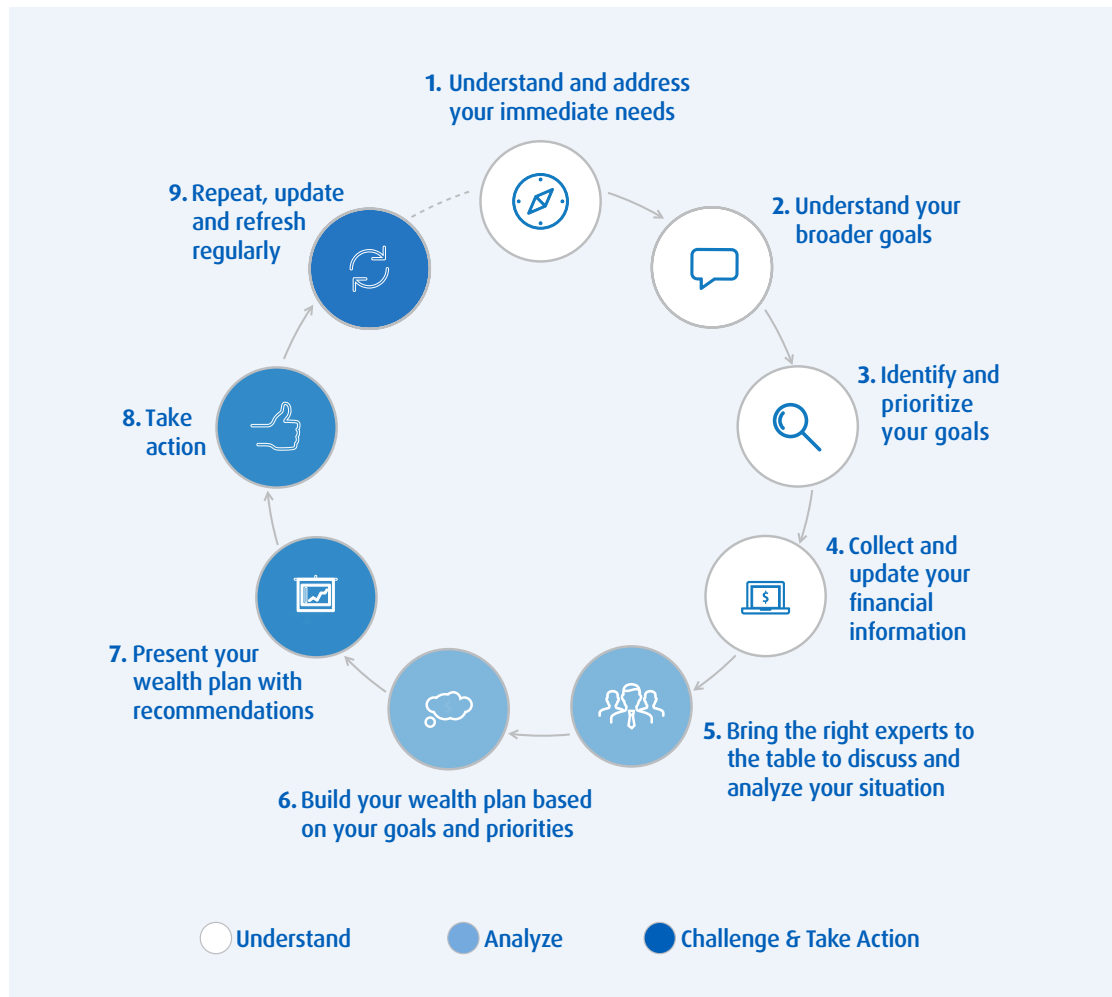 1. Understand and address
your immediate needs
2. Understand your
broader goals
3. Identify and
prioritize
your goals
4. Collect and
update your
financial
information
$
5. Bring the right experts to
the table to discuss and
analyze your situation
6. Build your wealth plan based
on your goals and priorities
7. Present your
wealth plan with
recommendations
8. Take
action
9. Repeat, update
and refresh
regularly
Understand
Analyze
Challenge & Take Action